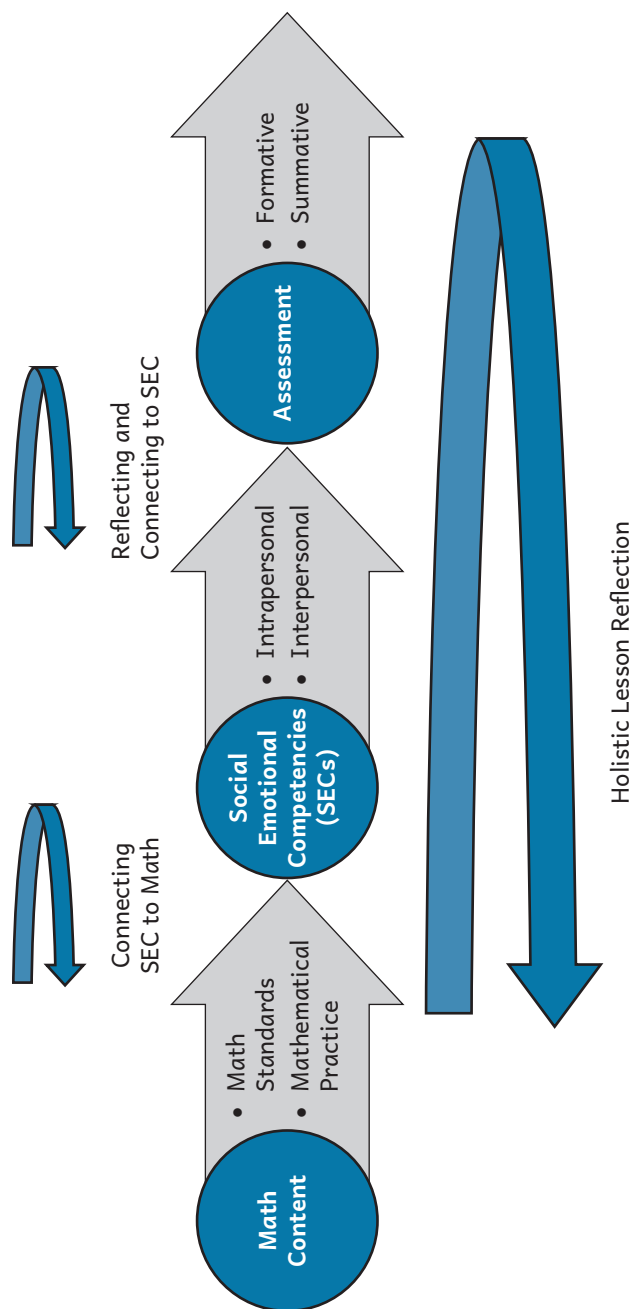 Connecting
SEC to Math
Reflecting and
Connecting to SEC
Math
Content
• Math
Standards
• Mathematical
Practice
Social
Emotional
Competencies
(SECs)
• Intrapersonal
• Interpersonal
Assessment
• Formative
• Summative
Holistic Lesson Reflection